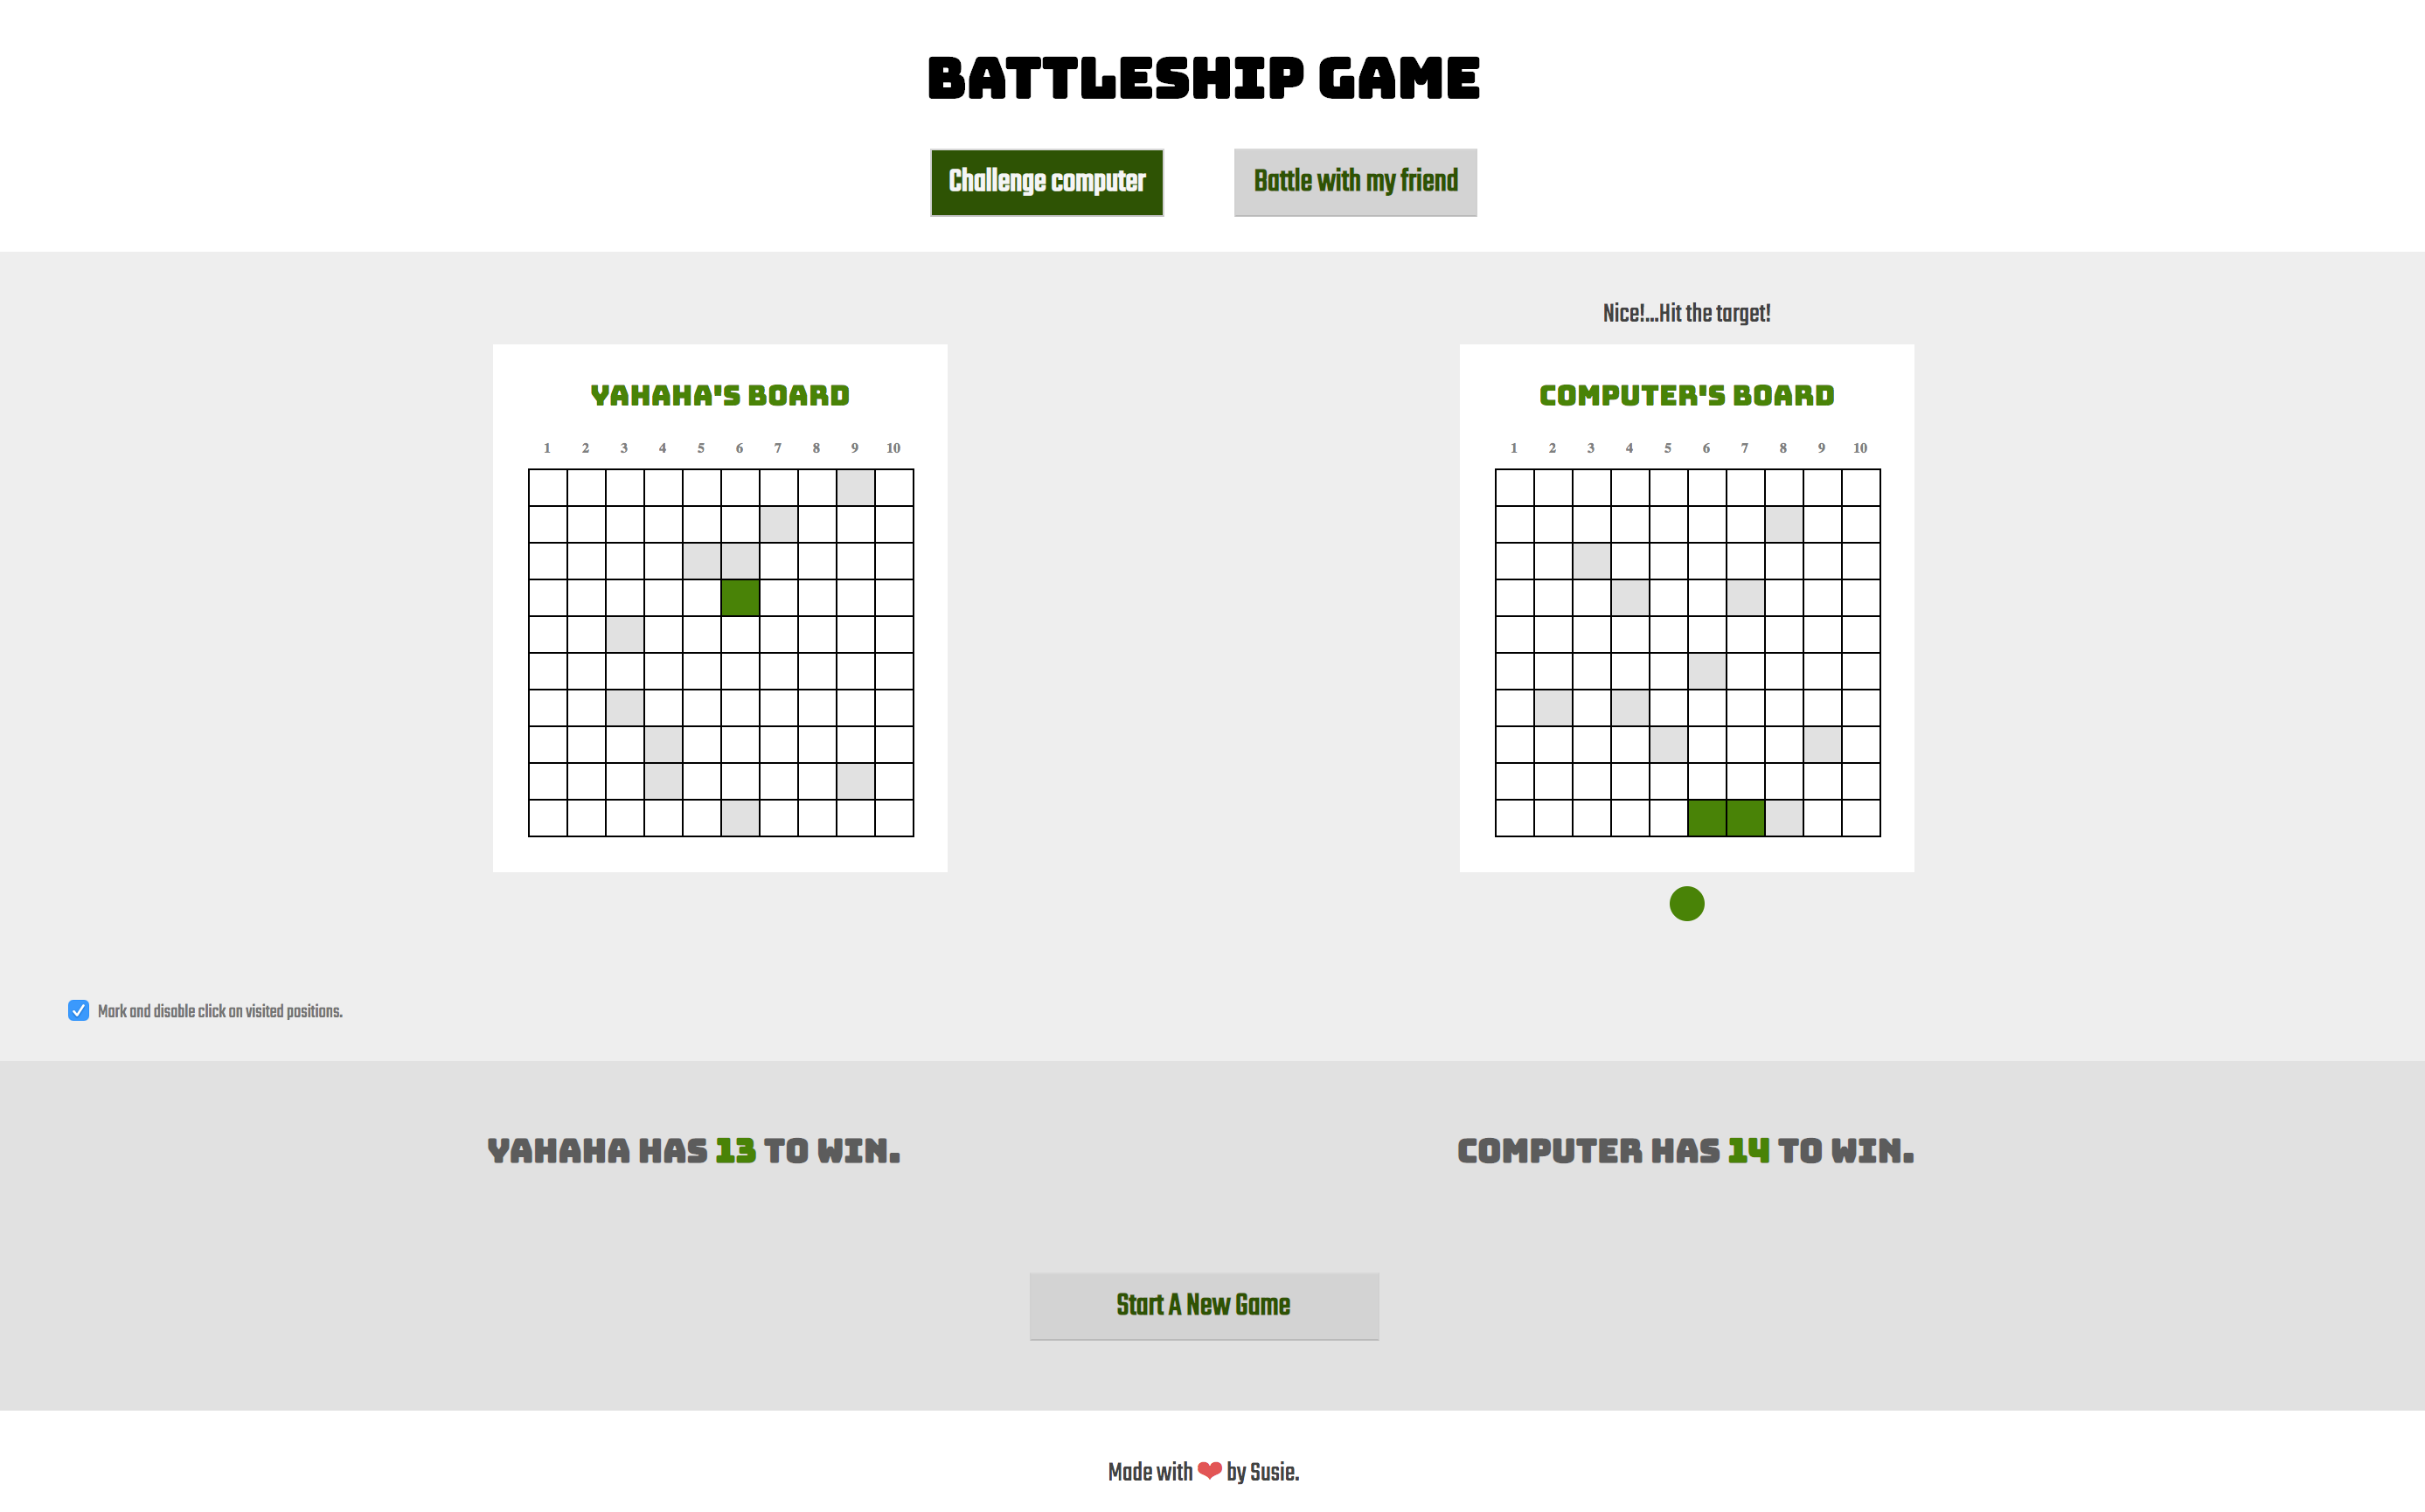 BATTLESHIP GAME
Challenge computer
Battle with my friend
Nice!...Hit the target!
YAHAHA'S BOARD
1 2 3 4 5 6 7 8 9 10
COMPUTER'S BOARD
1 2 3 4 5 6 7 8 9 10
Mark and disable click on visited positions.
YAHAHA HAS 13 TO WIN.
COMPUTER HAS 14 TO WIN.
Start A New Game
Made with ❤ by Susie.